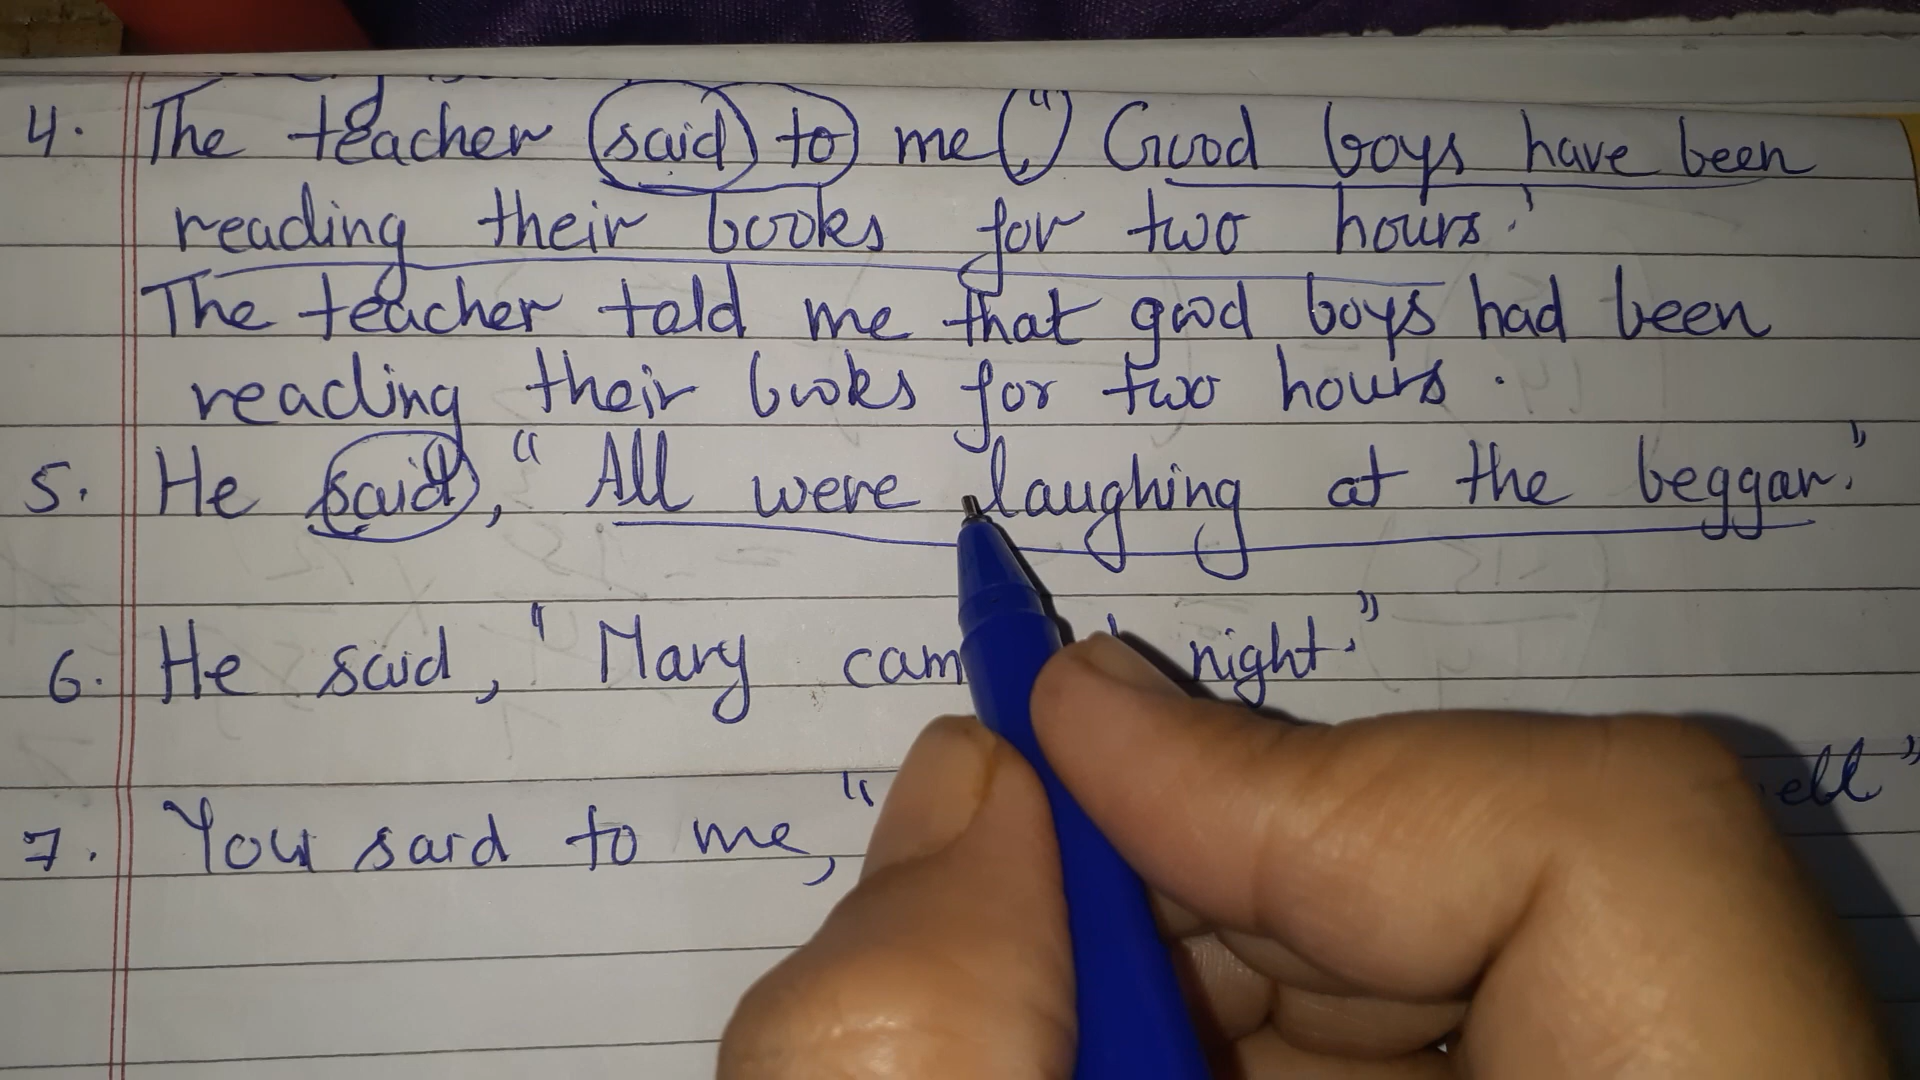 4. The teacher said to me," Good boys have been
reading their books for two hours."
The teacher told me that good boys had been
reading their books for two hours.
5. He said, "All were laughing at the beggar."
6. He said, "Mary night."
7. You said to me, "